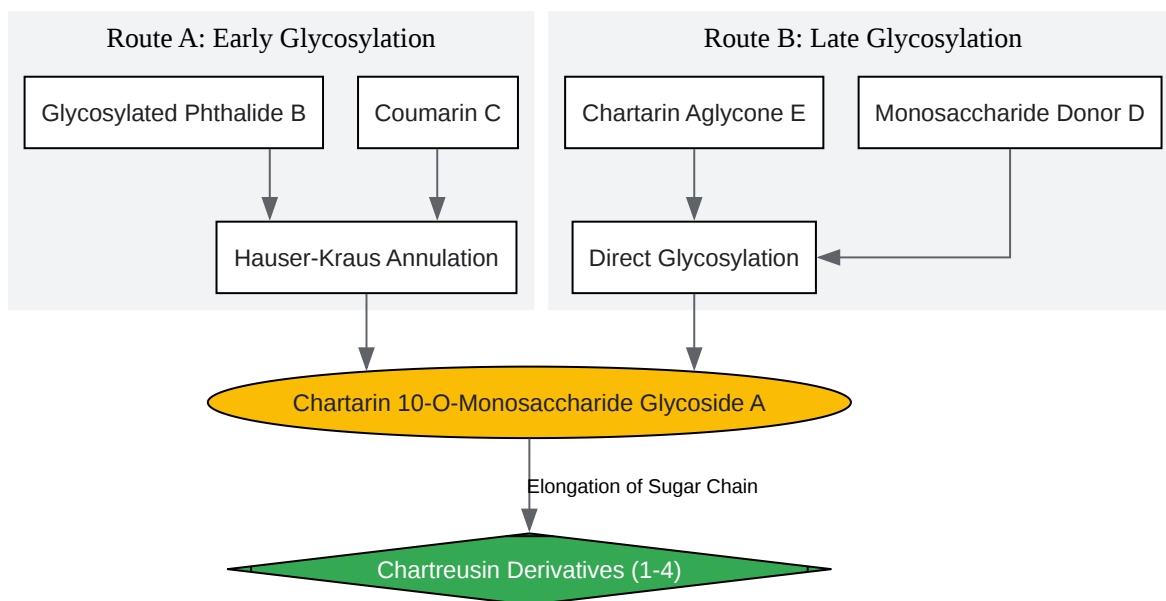 Route A: Early Glycosylation
Route B: Late Glycosylation
Glycosylated Phthalide B
Coumarin C
Chartarin Aglycone E
Monosaccharide Donor D
Hauser-Kraus Annulation
Direct Glycosylation
Chartarin 10-O-Monosaccharide Glycoside A
Elongation of Sugar Chain
Chartreusin Derivatives (1-4)